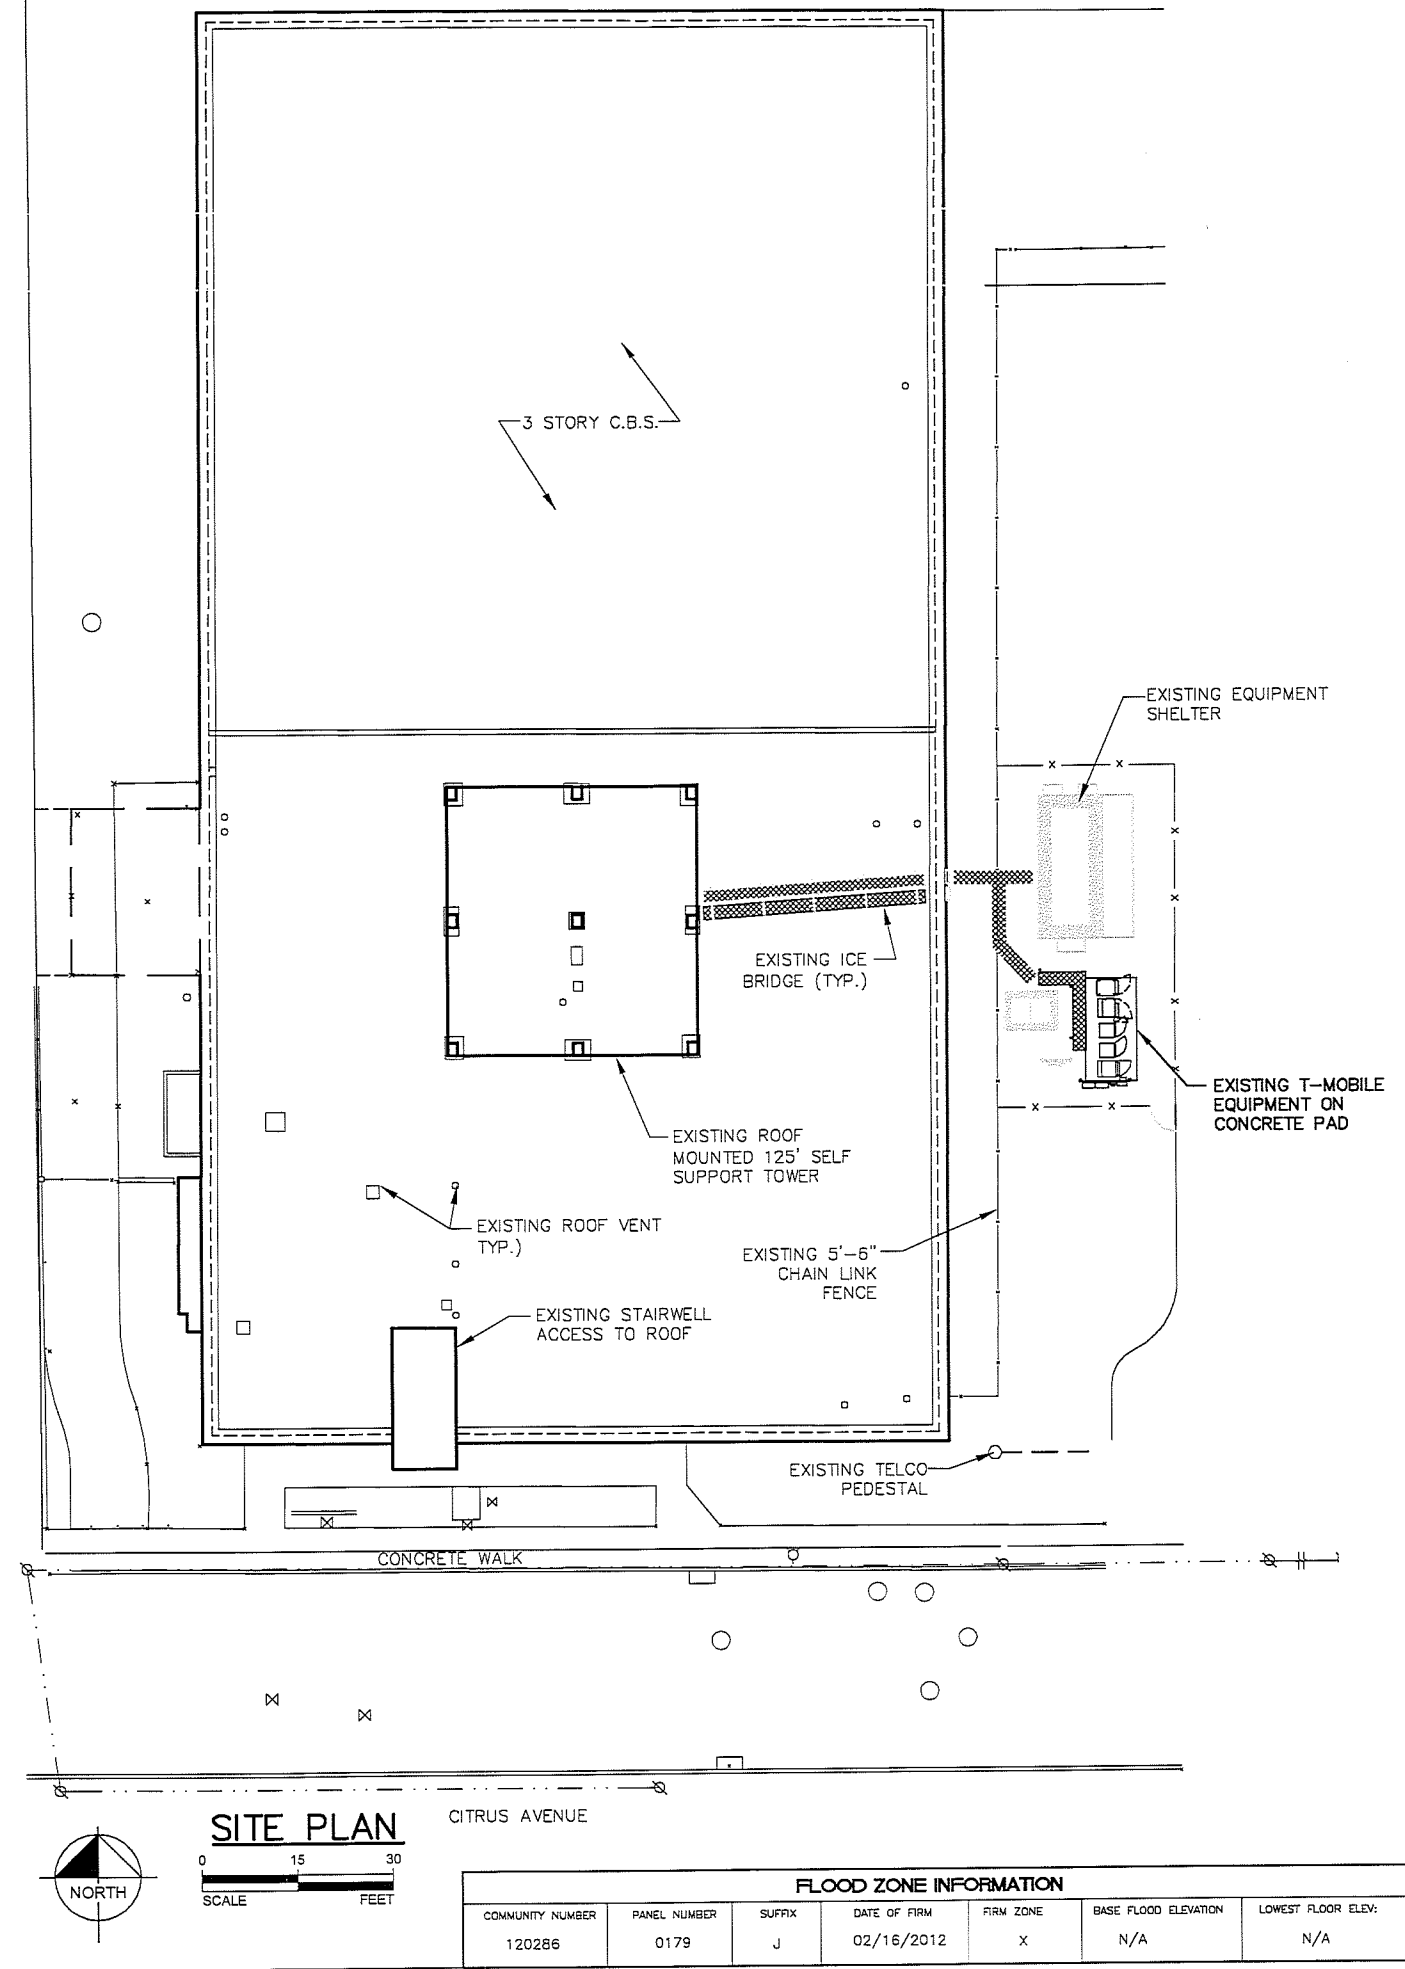 3 STORY C.B.S.
EXISTING EQUIPMENT
SHELTER
EXISTING ICE
BRIDGE (TYP.)
EXISTING T-MOBILE
EQUIPMENT ON
CONCRETE PAD
EXISTING ROOF
MOUNTED 125' SELF
SUPPORT TOWER
EXISTING ROOF VENT
TYP.)
EXISTING 5'-6"
CHAIN LINK
FENCE
EXISTING STAIRWELL
ACCESS TO ROOF
EXISTING TELCO
PEDESTAL
CONCRETE WALK
CITRUS AVENUE
SITE PLAN
0 15 30
SCALE FEET
NORTH
FLOOD ZONE INFORMATION
COMMUNITY NUMBER PANEL NUMBER SUFFIX DATE OF FIRM FIRM ZONE BASE FLOOD ELEVATION LOWEST FLOOR ELEV:
120286 0179 J 02/16/2012 X N/A N/A